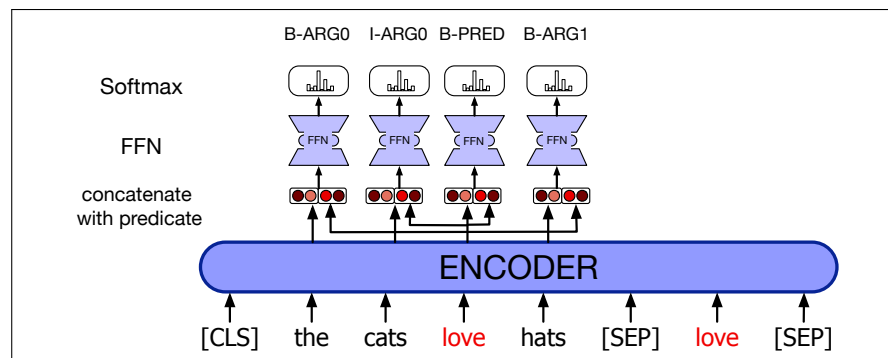 B-ARG0 I-ARG0 B-PRED B-ARG1
Softmax
FFN FFN FFN FFN FFN
concatenate
with predicate
ENCODER
[CLS] the cats love hats [SEP] love [SEP]